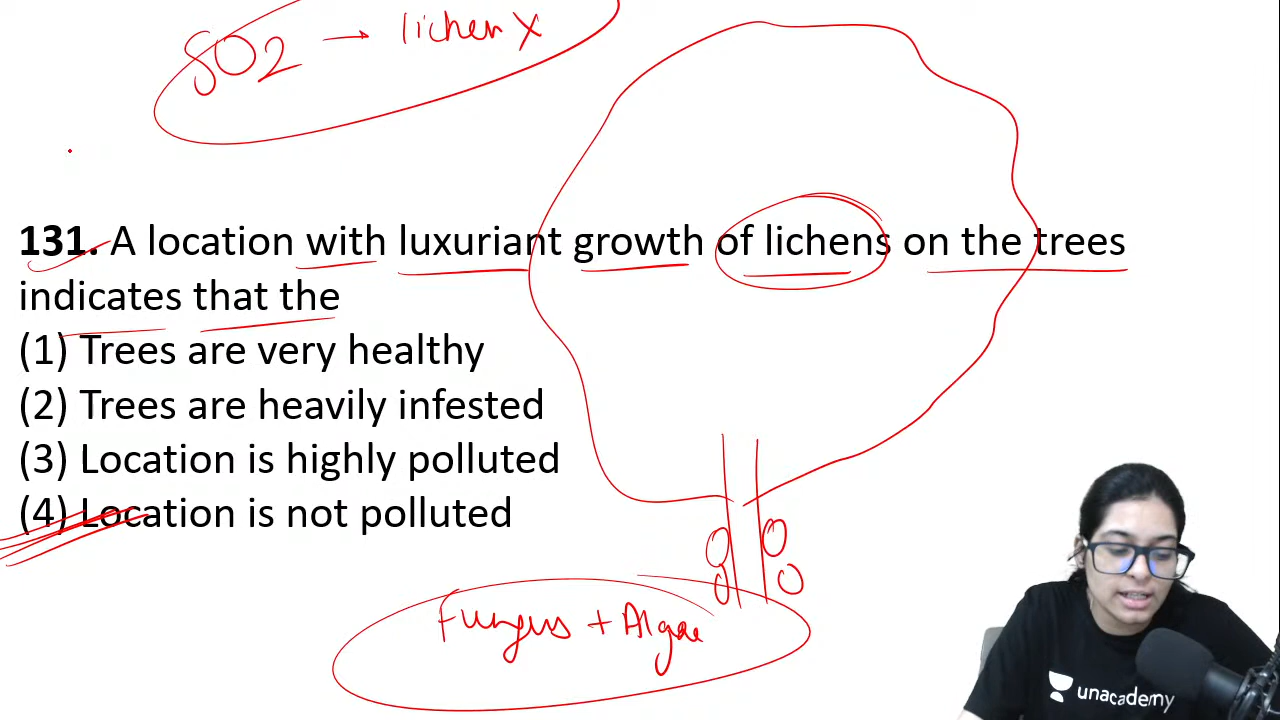 SO2 → lichen X
131. A location with luxuriant growth of lichens on the trees
indicates that the
(1) Trees are very healthy
(2) Trees are heavily infested
(3) Location is highly polluted
(4) Location is not polluted
Fungus + Algae
unacademy